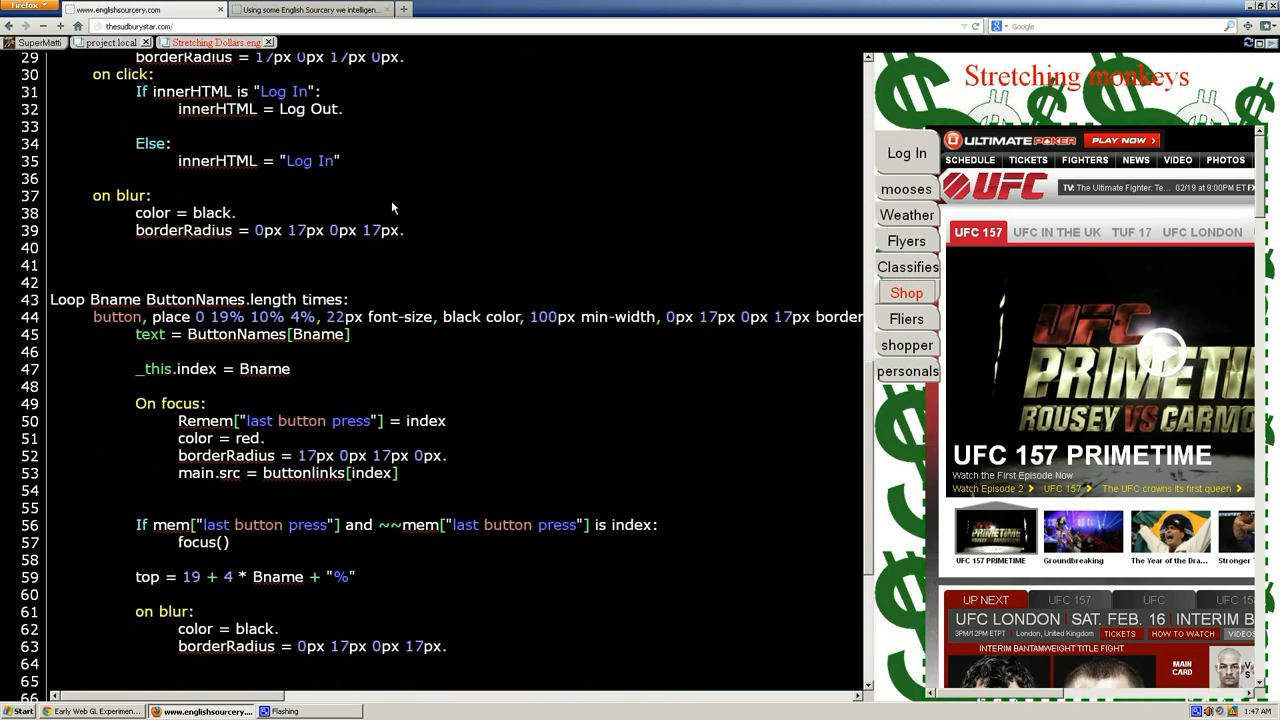 Firefox
www.englishsourcery.com
Using some English Sourcery we intelligen...
thesudburystar.com/
Google
SuperMatti
project.local
Stretching Dollars.eng
29 borderRadius = 17px 0px 17px 0px.
30 on click:
31 If innerHTML is "Log In":
32 innerHTML = Log Out.
33
34 Else:
35 innerHTML = "Log In"
36
37 on blur:
38 color = black.
39 borderRadius = 0px 17px 0px 17px.
40
41
42
43 Loop Bname ButtonNames.length times:
44 button, place 0 19% 10% 4%, 22px font-size, black color, 100px min-width, 0px 17px 0px 17px border
45 text = ButtonNames[Bname]
46
47 _this.index = Bname
48
49 On focus:
50 Remem["last button press"] = index
51 color = red.
52 borderRadius = 17px 0px 17px 0px.
53 main.src = buttonlinks[index]
54
55
56 If mem["last button press"] and ~~mem["last button press"] is index:
57 focus()
58
59 top = 19 + 4 * Bname + "%"
60
61 on blur:
62 color = black.
63 borderRadius = 0px 17px 0px 17px.
64
65
66
Stretching monkeys
Log In
mooses
Weather
Flyers
Classifies
Shop
Fliers
shopper
personals
ULTIMATE POKER PLAY NOW
SCHEDULE TICKETS FIGHTERS NEWS VIDEO PHOTOS
UFC
TV: The Ultimate Fighter: Te... 02/19 at 9:00PM ET FX
UFC 157 UFC IN THE UK TUF 17 UFC LONDON
UFC
PRIMETIME
ROUSEY VS CARMO
UFC 157 PRIMETIME
Watch the First Episode Now
Watch Episode 2 UFC 157 The UFC crowns its first queen
UFC 157 PRIMETIME
Groundbreaking
The Year of the Dra...
Stronger
UP NEXT UFC 157 UFC UFC 15
UFC LONDON SAT. FEB. 16 INTERIM B
3PM/12PM ETPT London, United Kingdom TICKETS HOW TO WATCH VIDEOS
INTERIM BANTAMWEIGHT TITLE FIGHT
MAIN
CARD
Start
Early Web GL Experimen...
www.englishsourcery....
Flashing
1:47 AM